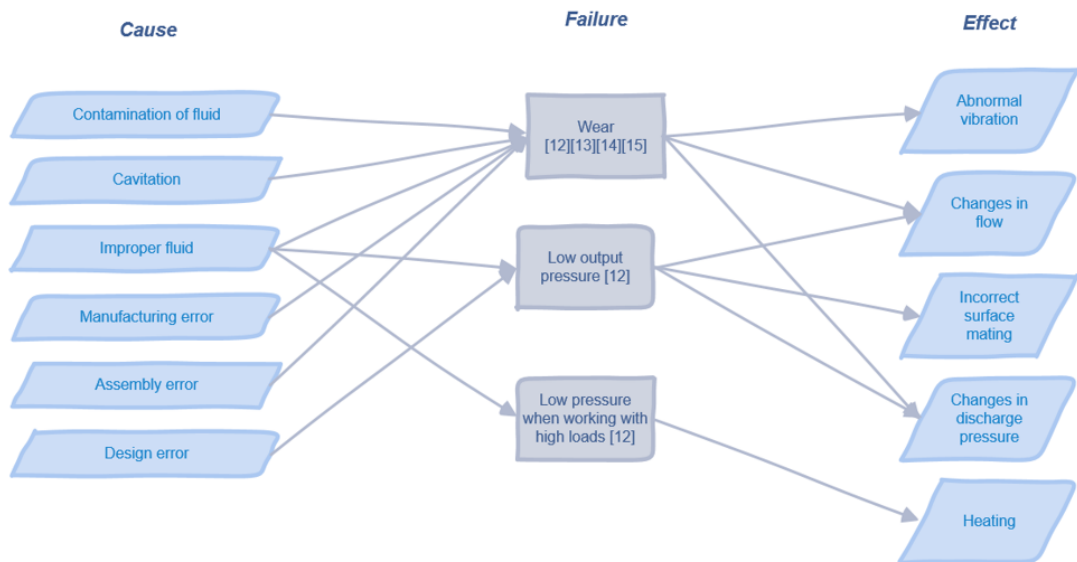 Cause
Failure
Effect
Contamination of fluid
Cavitation
Improper fluid
Manufacturing error
Assembly error
Design error
Wear
[12][13][14][15]
Low output
pressure [12]
Low pressure
when working with
high loads [12]
Abnormal
vibration
Changes in
flow
Incorrect
surface
mating
Changes in
discharge
pressure
Heating